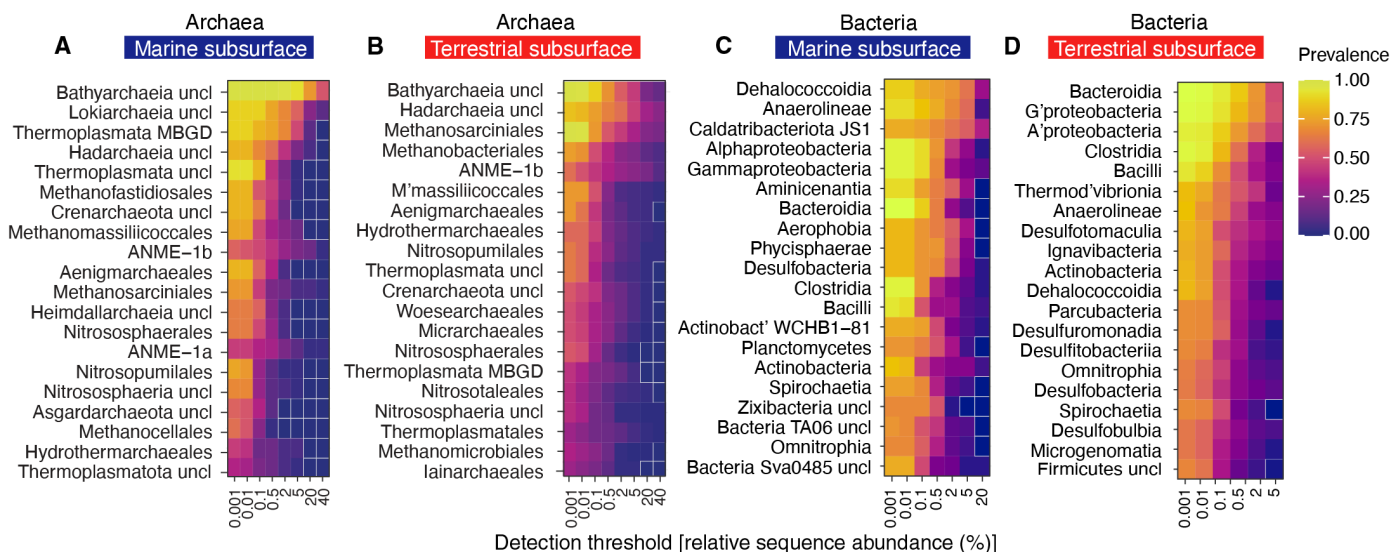 Archaea
A Marine subsurface
Bathyarchaeia uncl
Lokiarchaeia uncl
Thermoplasmata MBGD
Hadarchaeia uncl
Thermoplasmata uncl
Methanofastidiosales
Crenarchaeota uncl
Methanomassiliicoccales
ANME−1b
Aenigmarchaeales
Methanosarciniales
Heimdallarchaeia uncl
Nitrososphaerales
ANME−1a
Nitrosopumilales
Nitrososphaeria uncl
Asgardarchaeota uncl
Methanocellales
Hydrothermarchaeales
Thermoplasmatota uncl
0.001 0.01 0.1 0.5 2 5 20 40
Archaea
B Terrestrial subsurface
Bathyarchaeia uncl
Hadarchaeia uncl
Methanosarciniales
Methanobacteriales
ANME−1b
M'massiliicoccales
Aenigmarchaeales
Hydrothermarchaeales
Nitrosopumilales
Thermoplasmata uncl
Crenarchaeota uncl
Woesearchaeales
Micrarchaeales
Nitrososphaerales
Thermoplasmata MBGD
Nitrosotaleales
Nitrososphaeria uncl
Thermoplasmatales
Methanomicrobiales
Iainarchaeales
0.001 0.01 0.1 0.5 2 5 20 40
Bacteria
C Marine subsurface
Dehalococcoidia
Anaerolineae
Caldatribacteriota JS1
Alphaproteobacteria
Gammaproteobacteria
Aminicenantia
Bacteroidia
Aerophobia
Phycisphaerae
Desulfobacteria
Clostridia
Bacilli
Actinobact' WCHB1−81
Planctomycetes
Actinobacteria
Spirochaetia
Zixibacteria uncl
Bacteria TA06 uncl
Omnitrophia
Bacteria Sva0485 uncl
0.001 0.01 0.1 0.5 2 5 20
Bacteria
D Terrestrial subsurface
Bacteroidia
G'proteobacteria
A'proteobacteria
Clostridia
Bacilli
Thermod'vibrionia
Anaerolineae
Desulfotomaculia
Ignavibacteria
Actinobacteria
Dehalococcoidia
Parcubacteria
Desulfuromonadia
Desulfitobacteriia
Omnitrophia
Desulfobacteria
Spirochaetia
Desulfobulbia
Microgenomatia
Firmicutes uncl
0.001 0.01 0.1 0.5 2 5
Prevalence
1.00
0.75
0.50
0.25
0.00
Detection threshold [relative sequence abundance (%)]